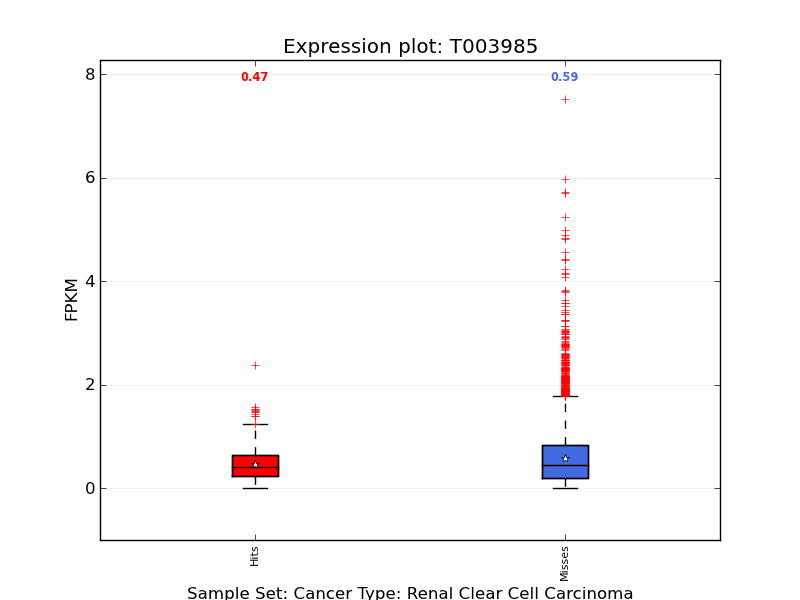 Expression plot: T003985
0.47
0.59
8
6
4
2
0
FPKM
Hits
Misses
Sample Set: Cancer Type: Renal Clear Cell Carcinoma